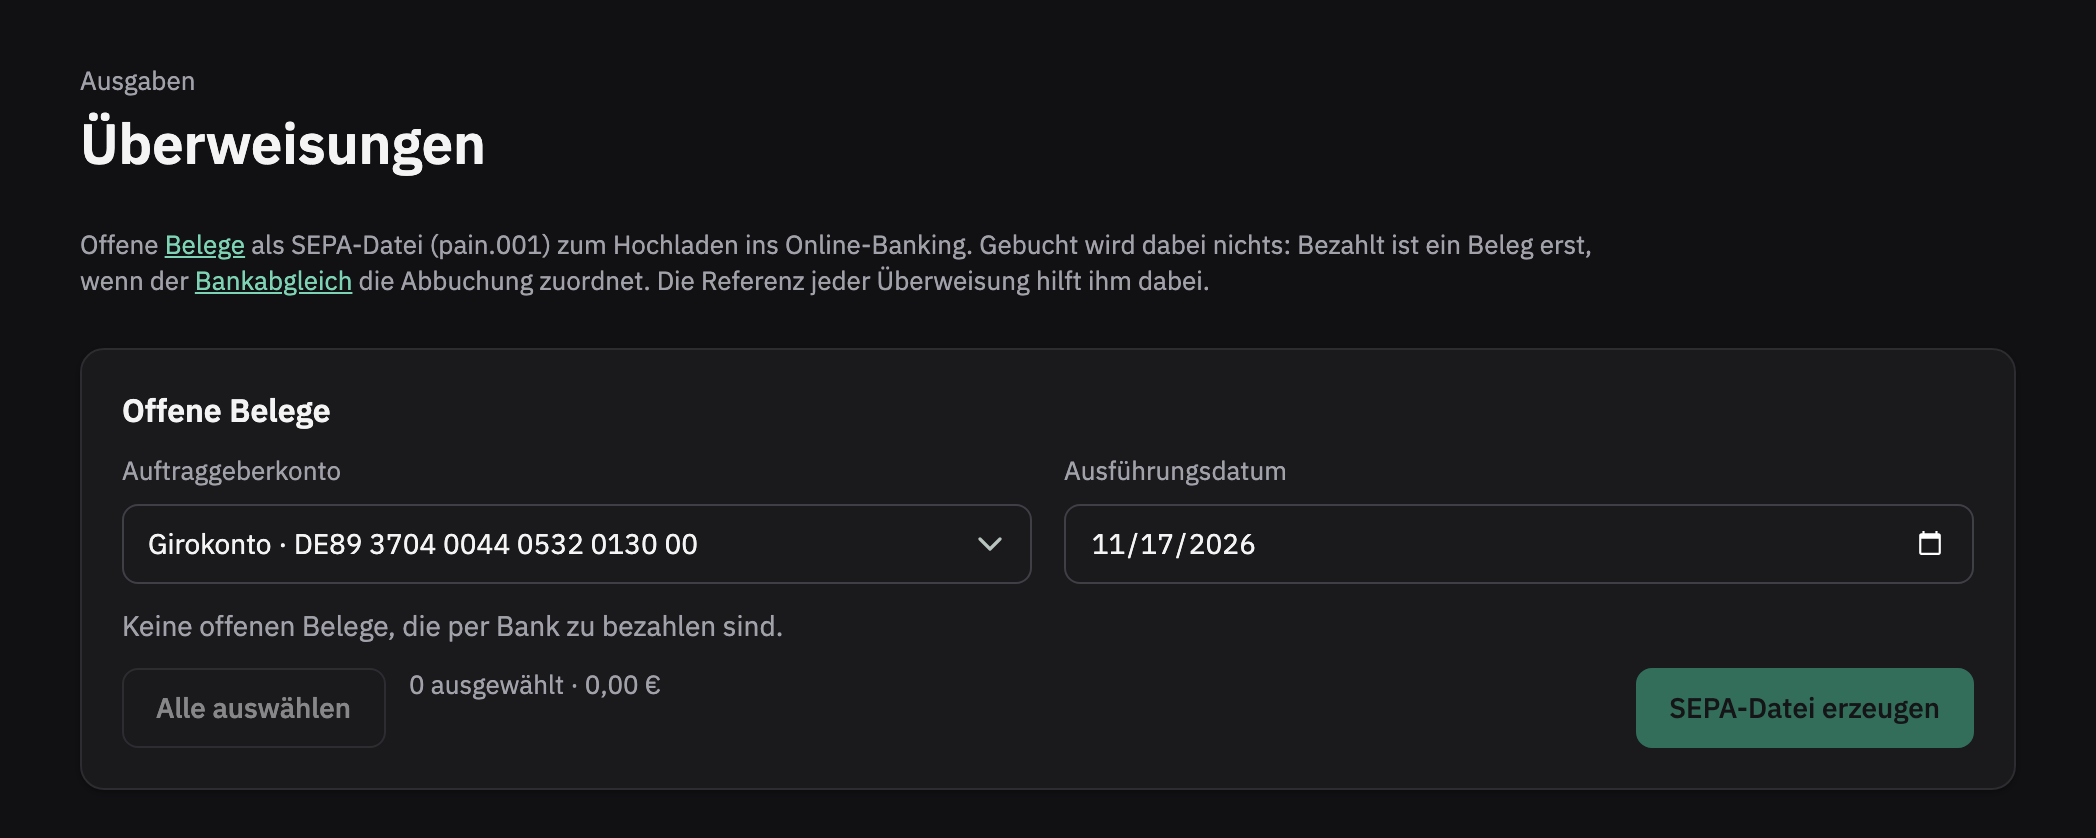 Ausgaben
Überweisungen
Offene Belege als SEPA-Datei (pain.001) zum Hochladen ins Online-Banking. Gebucht wird dabei nichts: Bezahlt ist ein Beleg erst,
wenn der Bankabgleich die Abbuchung zuordnet. Die Referenz jeder Überweisung hilft ihm dabei.
Offene Belege
Auftraggeberkonto
Ausführungsdatum
Girokonto · DE89 3704 0044 0532 0130 00
11/17/2026
Keine offenen Belege, die per Bank zu bezahlen sind.
Alle auswählen
0 ausgewählt · 0,00 €
SEPA-Datei erzeugen